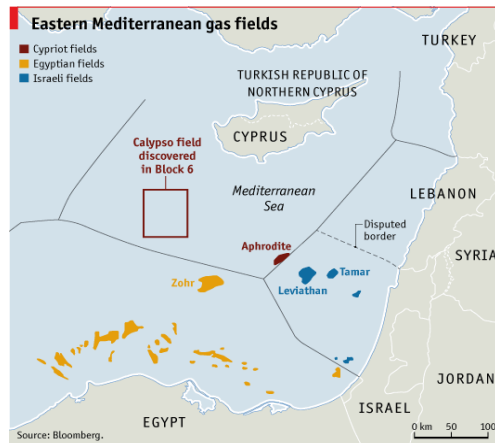 Eastern Mediterranean gas fields
Cypriot fields
Egyptian fields
Israeli fields
TURKEY
TURKISH REPUBLIC OF
NORTHERN CYPRUS
CYPRUS
Calypso field
discovered
in Block 6
Mediterranean
Sea
LEBANON
Disputed
border
Aphrodite
SYRIA
Zohr
Tamar
Leviathan
JORDAN
ISRAEL
EGYPT
0 km 50 100
Source: Bloomberg.